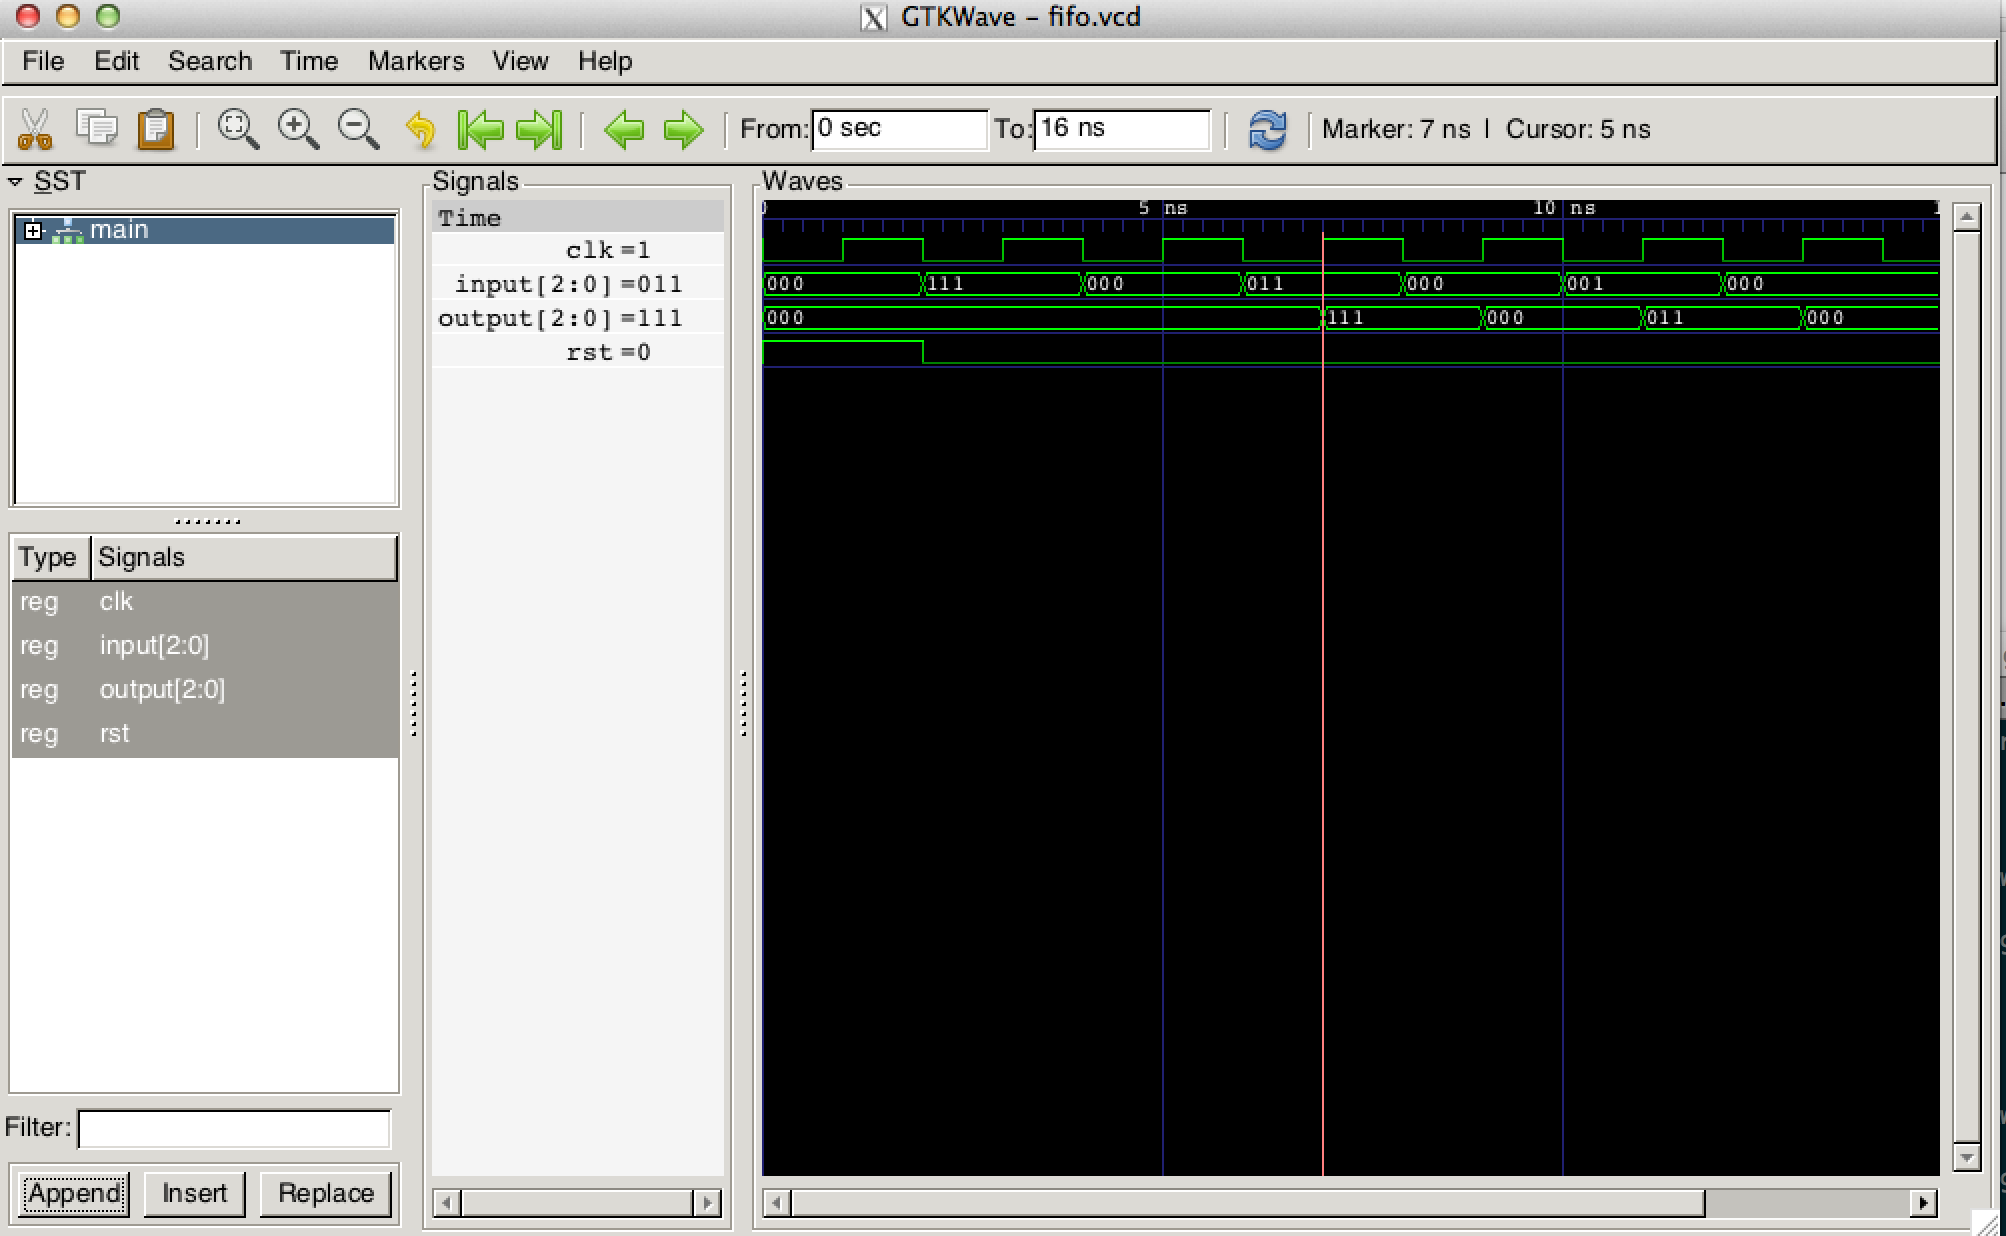 GTKWave – fifo.vcd
File Edit Search Time Markers View Help
From: 0 sec To: 16 ns Marker: 7 ns | Cursor: 5 ns
SST
main
Type Signals
reg clk
reg input[2:0]
reg output[2:0]
reg rst
Filter:
Append Insert Replace
Signals
Time
clk =1
input[2:0] =011
output[2:0] =111
rst =0
Waves
0 5 ns 10 ns
000 111 000 011 000 001 000
000 111 000 011 000